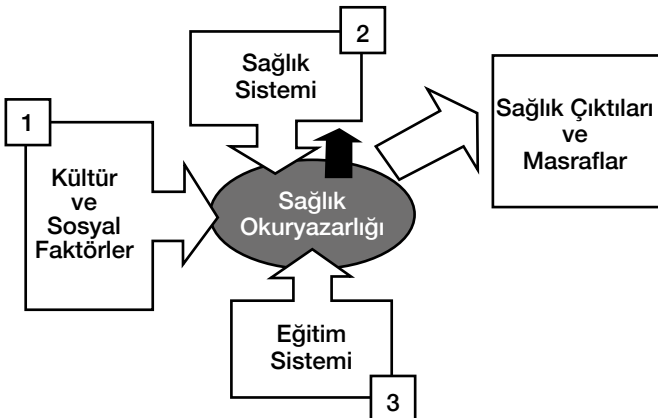 1
Kültür
ve
Sosyal
Faktörler
2
Sağlık
Sistemi
Sağlık
Okuryazarlığı
Eğitim
Sistemi
3
Sağlık Çıktıları
ve
Masraflar